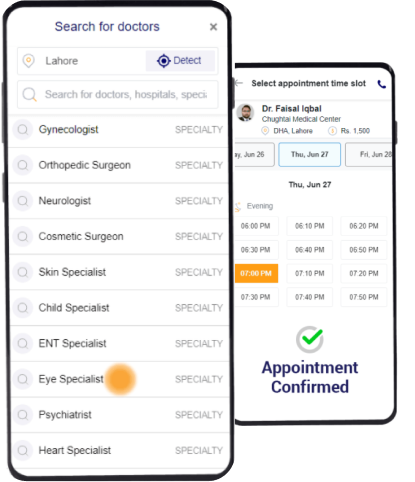 Search for doctors
×
Lahore
Detect
Search for doctors, hospitals, specia
Gynecologist SPECIALTY
Orthopedic Surgeon SPECIALTY
Neurologist SPECIALTY
Cosmetic Surgeon SPECIALTY
Skin Specialist SPECIALTY
Child Specialist SPECIALTY
ENT Specialist SPECIALTY
Eye Specialist SPECIALTY
Psychiatrist SPECIALTY
Heart Specialist SPECIALTY
Select appointment time slot
Dr. Faisal Iqbal
Chughtai Medical Center
DHA, Lahore Rs. 1,500
ay, Jun 26 Thu, Jun 27 Fri, Jun 28
Thu, Jun 27
Evening
06:00 PM 06:10 PM 06:20 PM
06:30 PM 06:40 PM 06:50 PM
07:00 PM 07:10 PM 07:20 PM
07:30 PM 07:40 PM 07:50 PM
Appointment
Confirmed